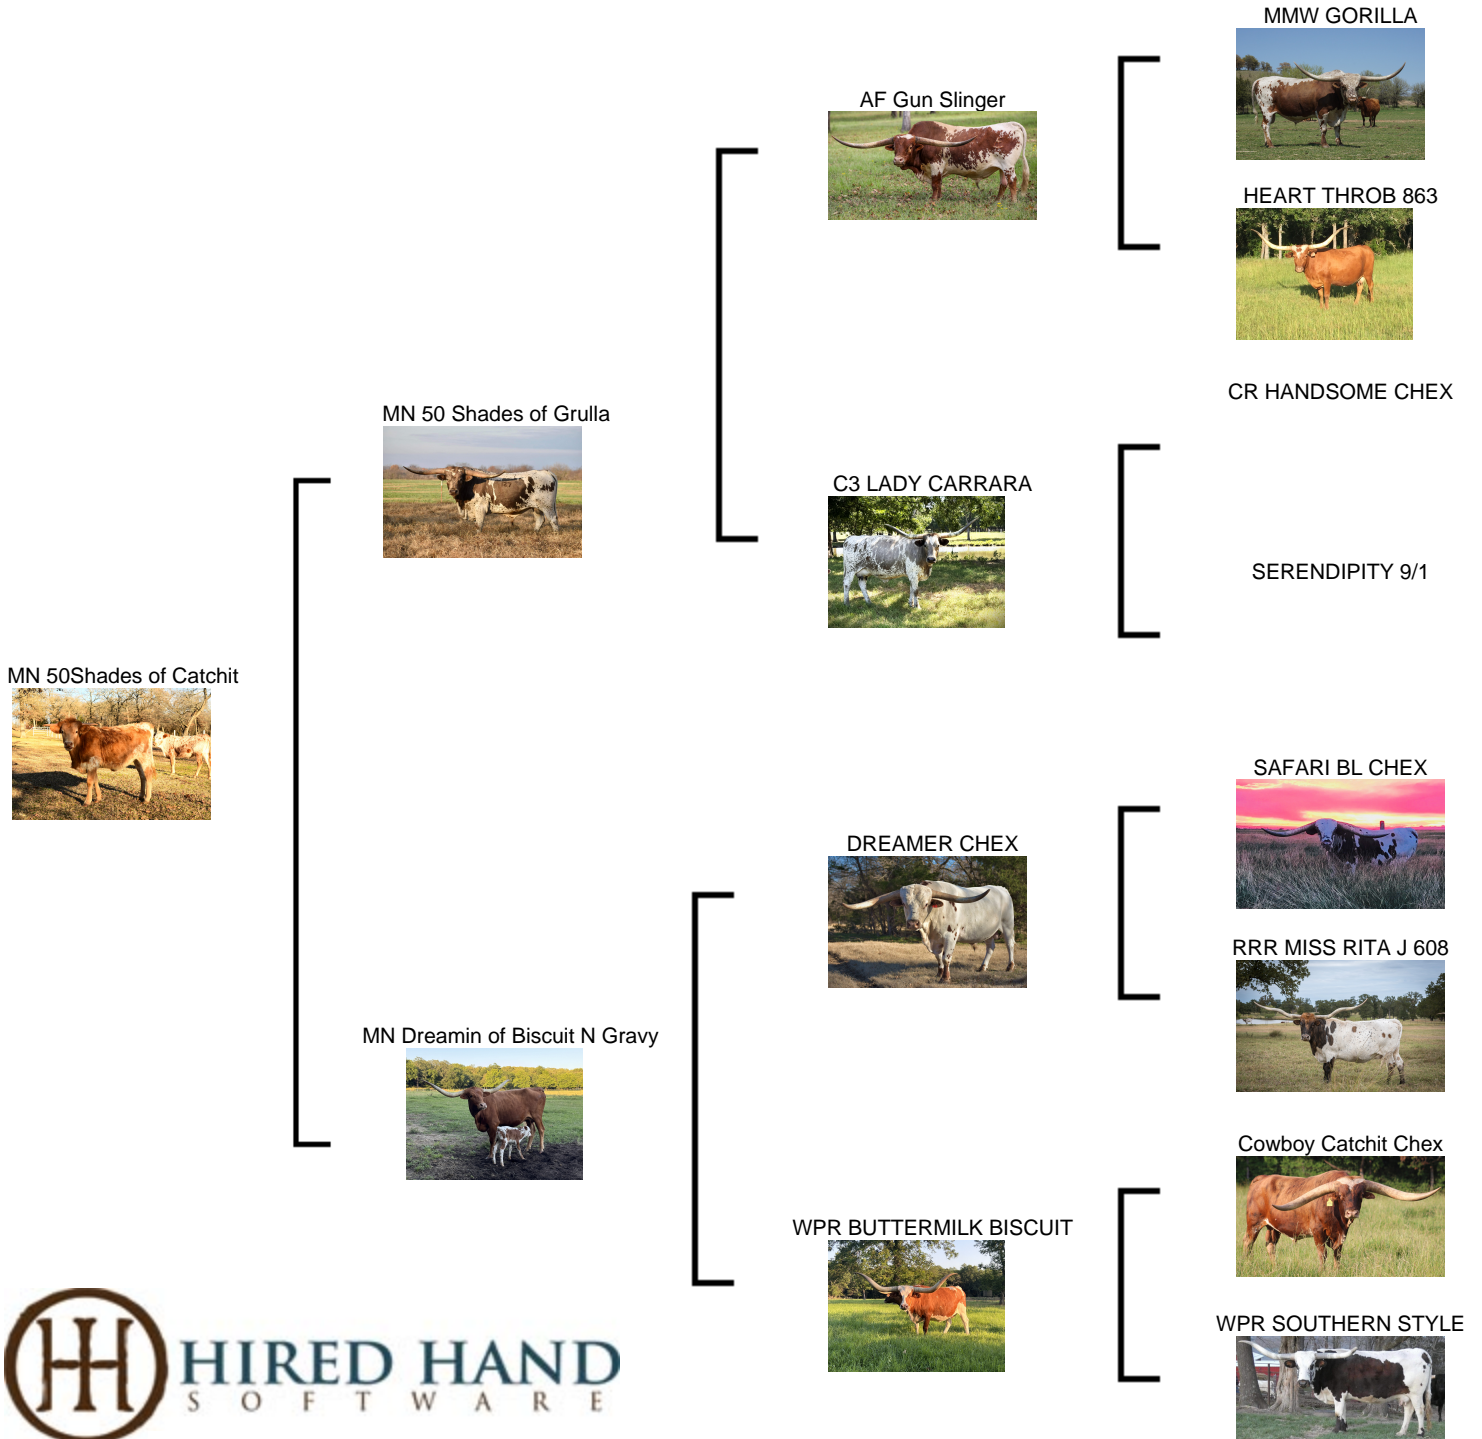 MMW GORILLA
AF Gun Slinger
HEART THROB 863
CR HANDSOME CHEX
MN 50 Shades of Grulla
C3 LADY CARRARA
SERENDIPITY 9/1
MN 50Shades of Catchit
SAFARI BL CHEX
DREAMER CHEX
RRR MISS RITA J 608
MN Dreamin of Biscuit N Gravy
Cowboy Catchit Chex
WPR BUTTERMILK BISCUIT
WPR SOUTHERN STYLE
HIRED HAND
SOFTWARE